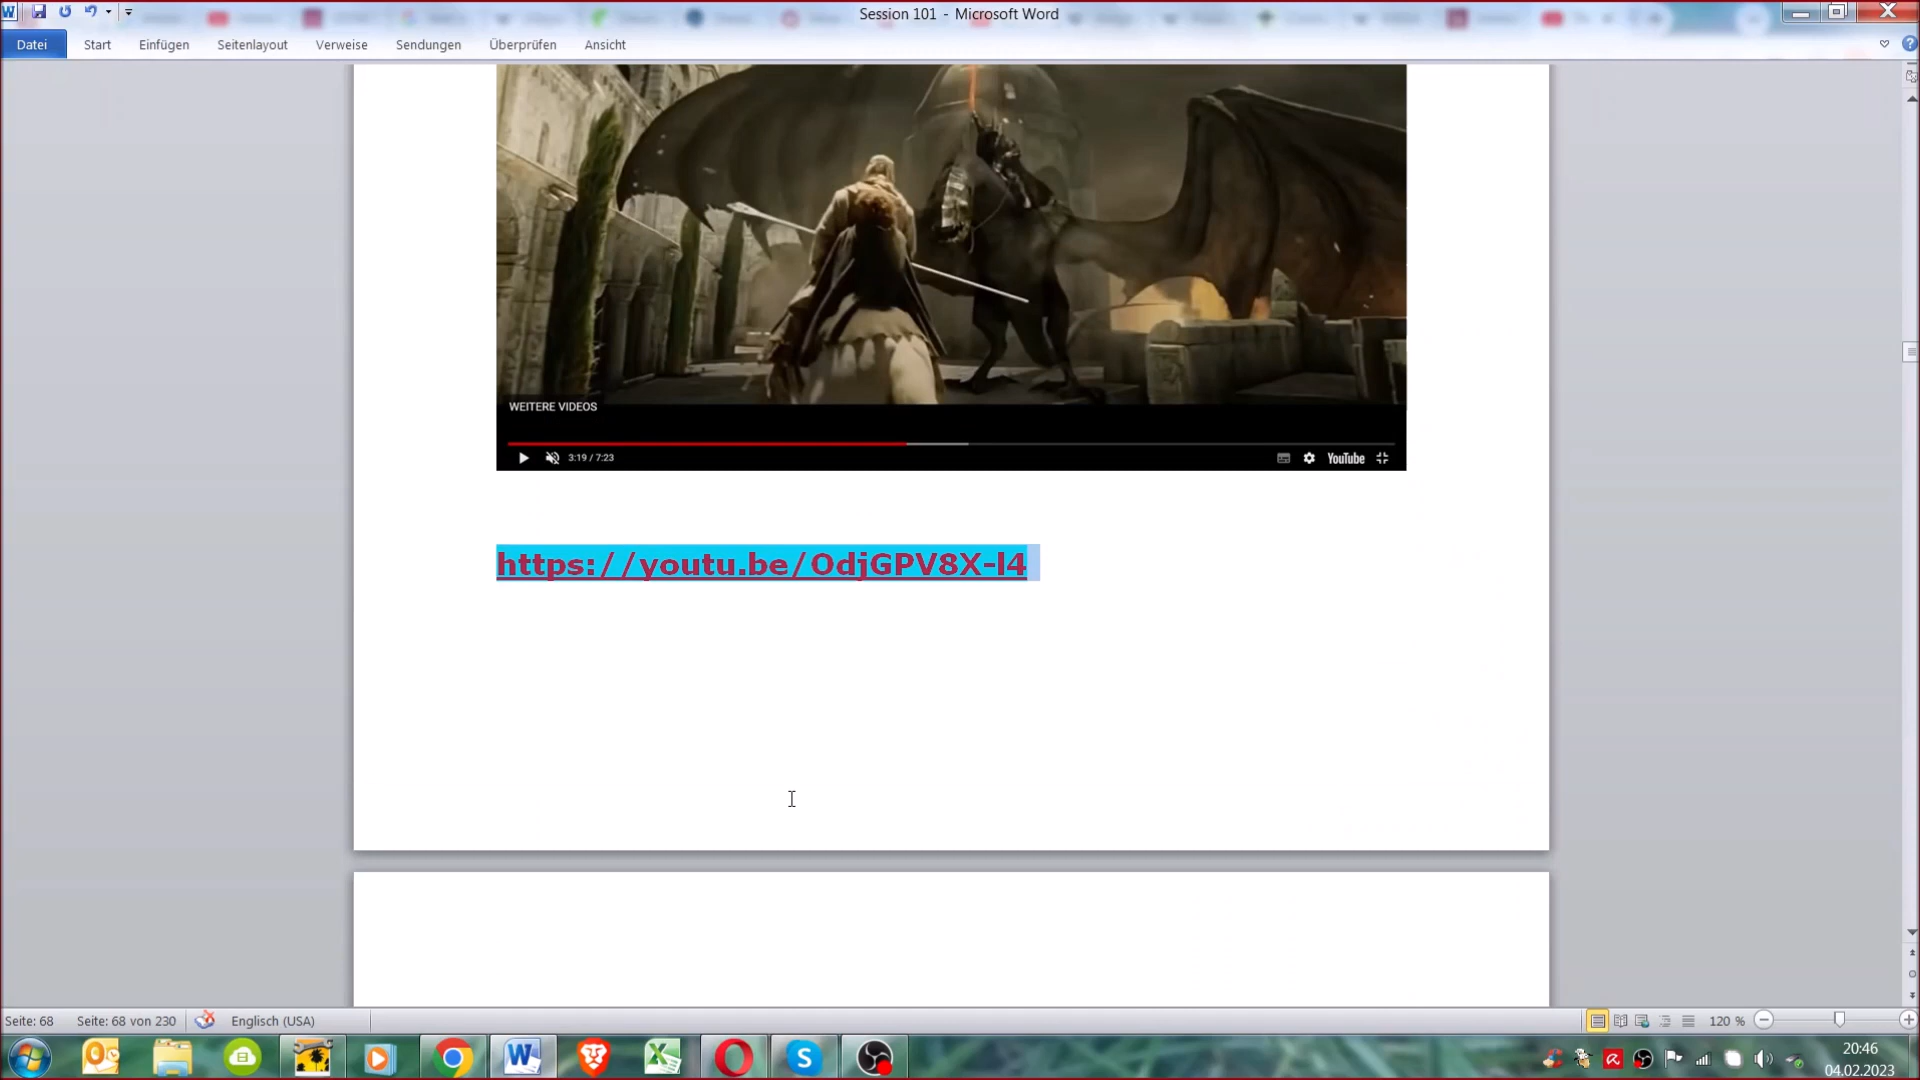 Session 101 - Microsoft Word
Datei Start Einfügen Seitenlayout Verweise Sendungen Überprüfen Ansicht
WEITERE VIDEOS
3:19 / 7:23
YouTube
https://youtu.be/OdjGPV8X-l4
Seite: 68 Seite: 68 von 230 Englisch (USA) 120 %
20:46
04.02.2023